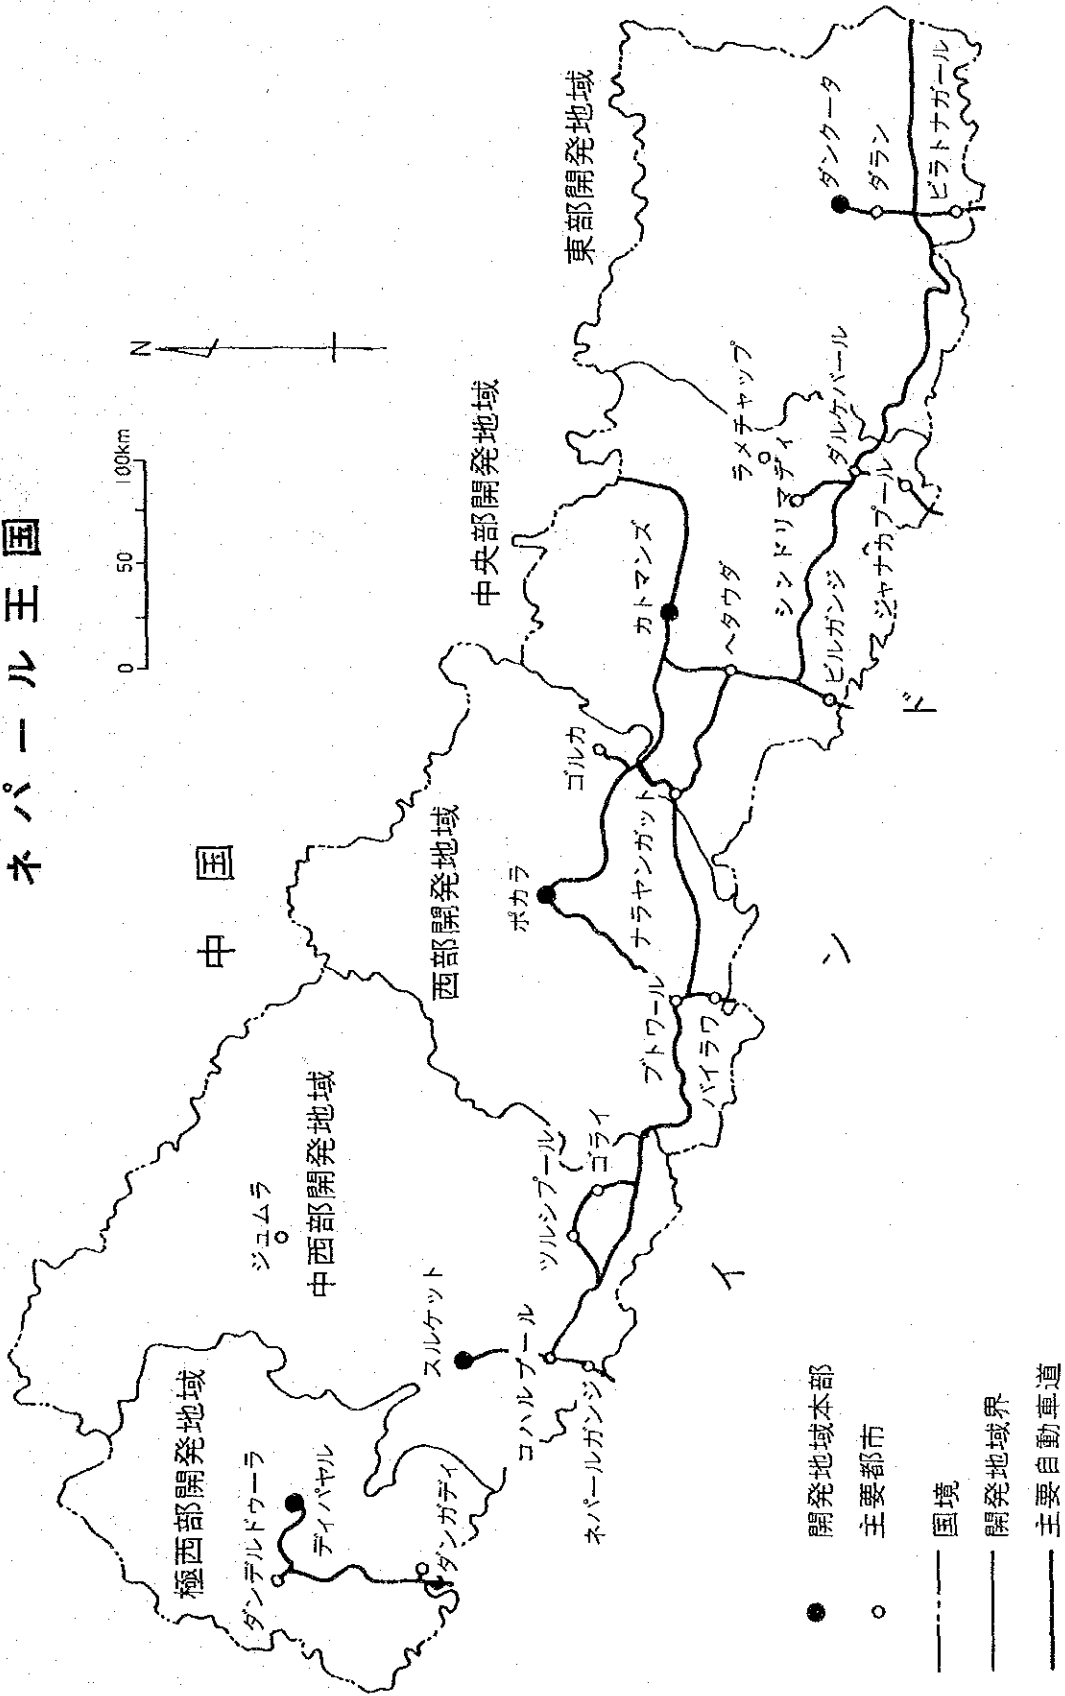 ネパール王国
0 50 100km
N
中国
インド
極西部開発地域
ダンデルドゥーラ
ディパヤル
ダンガディ
中西部開発地域
ジュムラ
スルケット
コハルプール
ネパールガンジ
ツルシプール
ゴライ
西部開発地域
ポカラ
ゴルカ
ナラヤンガット
ブトワール
バイラワ
中央部開発地域
カトマンズ
ヘタウダ
ビルガンジ
シンドリマディ
ラメチャップ
ダルケバール
ジャナカプール
東部開発地域
ダンクータ
ダラン
ビラトナガール
開発地域本部
主要都市
国境
開発地域界
主要自動車道